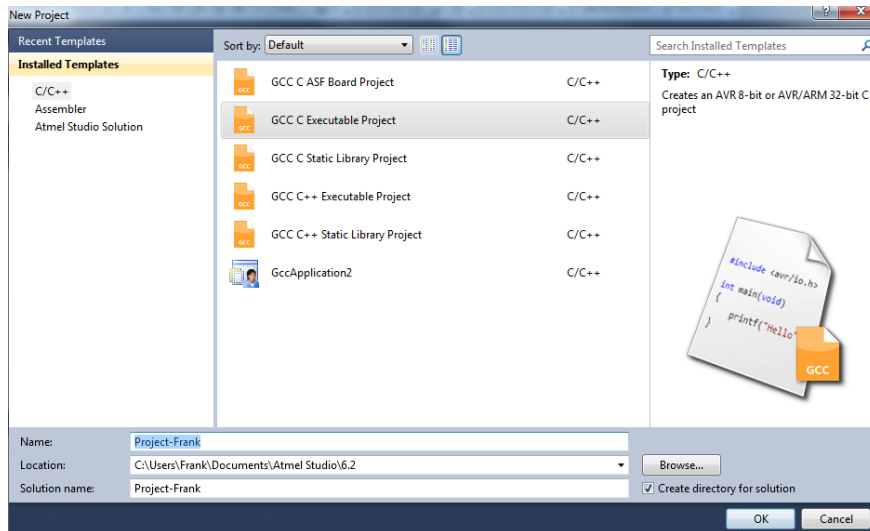 New Project
Recent Templates
Installed Templates
C/C++
Assembler
Atmel Studio Solution
Sort by: Default
Search Installed Templates
GCC C ASF Board Project C/C++
GCC C Executable Project C/C++
GCC C Static Library Project C/C++
GCC C++ Executable Project C/C++
GCC C++ Static Library Project C/C++
GccApplication2 C/C++
Type: C/C++
Creates an AVR 8-bit or AVR/ARM 32-bit C
project
#include <avr/io.h>
int main(void)
{
printf("Hello"
}
GCC
Name: Project-Frank
Location: C:\Users\Frank\Documents\Atmel Studio\6.2 Browse...
Solution name: Project-Frank Create directory for solution
OK Cancel